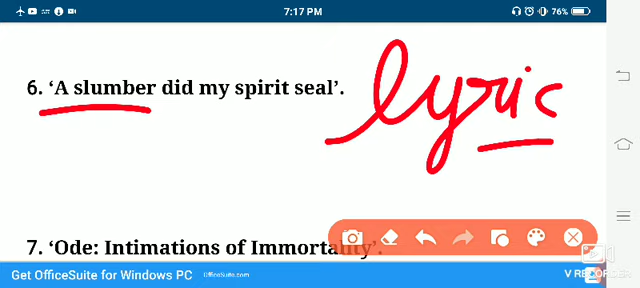 7:17 PM 76%
6. ‘A slumber did my spirit seal’.
lyric
7. ‘Ode: Intimations of Immortality’.
Get OfficeSuite for Windows PC OfficeSuite.com
V RECORDER